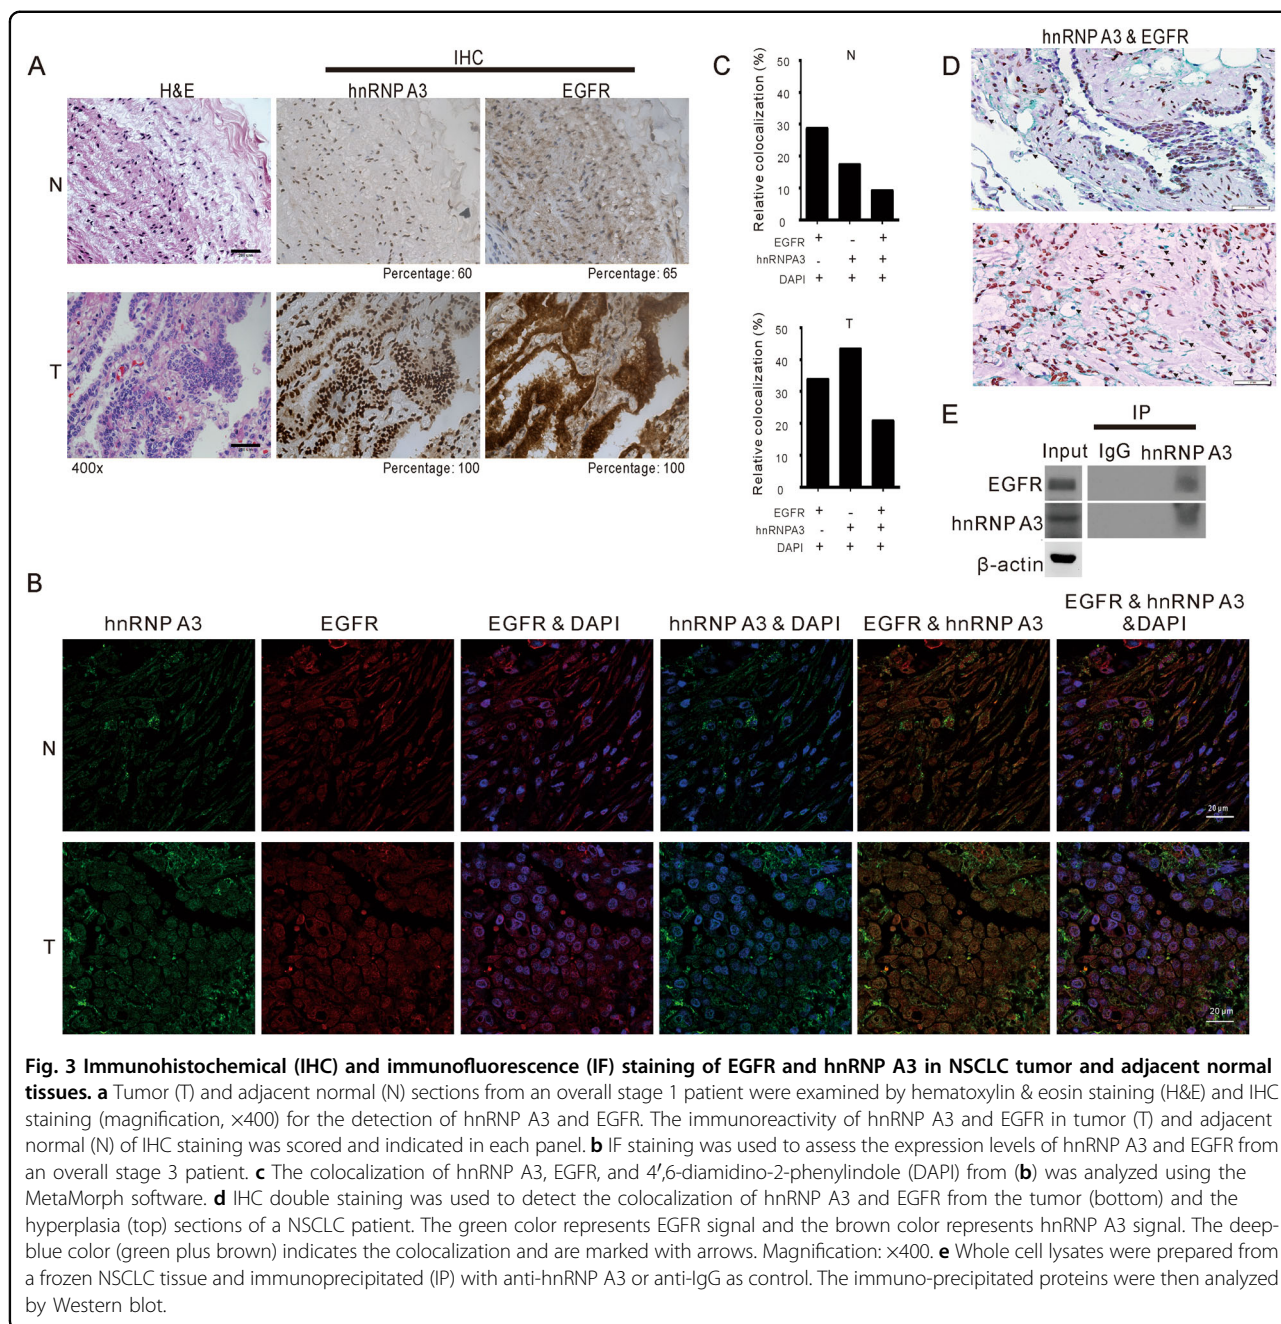 A
IHC
H&E
hnRNP A3
EGFR
N
Percentage: 60
Percentage: 65
T
400x
Percentage: 100
Percentage: 100
C
N
Relative colocalization (%)
50
40
30
20
10
0
EGFR + - +
hnRNPA3 - + +
DAPI + + +
T
Relative colocalization (%)
50
40
30
20
10
0
EGFR + - +
hnRNPA3 - + +
DAPI + + +
D
hnRNP A3 & EGFR
E
IP
Input IgG hnRNP A3
EGFR
hnRNP A3
β-actin
B
hnRNP A3
EGFR
EGFR & DAPI
hnRNP A3 & DAPI
EGFR & hnRNP A3
EGFR & hnRNP A3
&DAPI
N
20 µm
T
20 µm
Fig. 3 Immunohistochemical (IHC) and immunofluorescence (IF) staining of EGFR and hnRNP A3 in NSCLC tumor and adjacent normal
tissues. a Tumor (T) and adjacent normal (N) sections from an overall stage 1 patient were examined by hematoxylin & eosin staining (H&E) and IHC
staining (magnification, ×400) for the detection of hnRNP A3 and EGFR. The immunoreactivity of hnRNP A3 and EGFR in tumor (T) and adjacent
normal (N) of IHC staining was scored and indicated in each panel. b IF staining was used to assess the expression levels of hnRNP A3 and EGFR from
an overall stage 3 patient. c The colocalization of hnRNP A3, EGFR, and 4′,6-diamidino-2-phenylindole (DAPI) from (b) was analyzed using the
MetaMorph software. d IHC double staining was used to detect the colocalization of hnRNP A3 and EGFR from the tumor (bottom) and the
hyperplasia (top) sections of a NSCLC patient. The green color represents EGFR signal and the brown color represents hnRNP A3 signal. The deep-
blue color (green plus brown) indicates the colocalization and are marked with arrows. Magnification: ×400. e Whole cell lysates were prepared from
a frozen NSCLC tissue and immunoprecipitated (IP) with anti-hnRNP A3 or anti-IgG as control. The immuno-precipitated proteins were then analyzed
by Western blot.